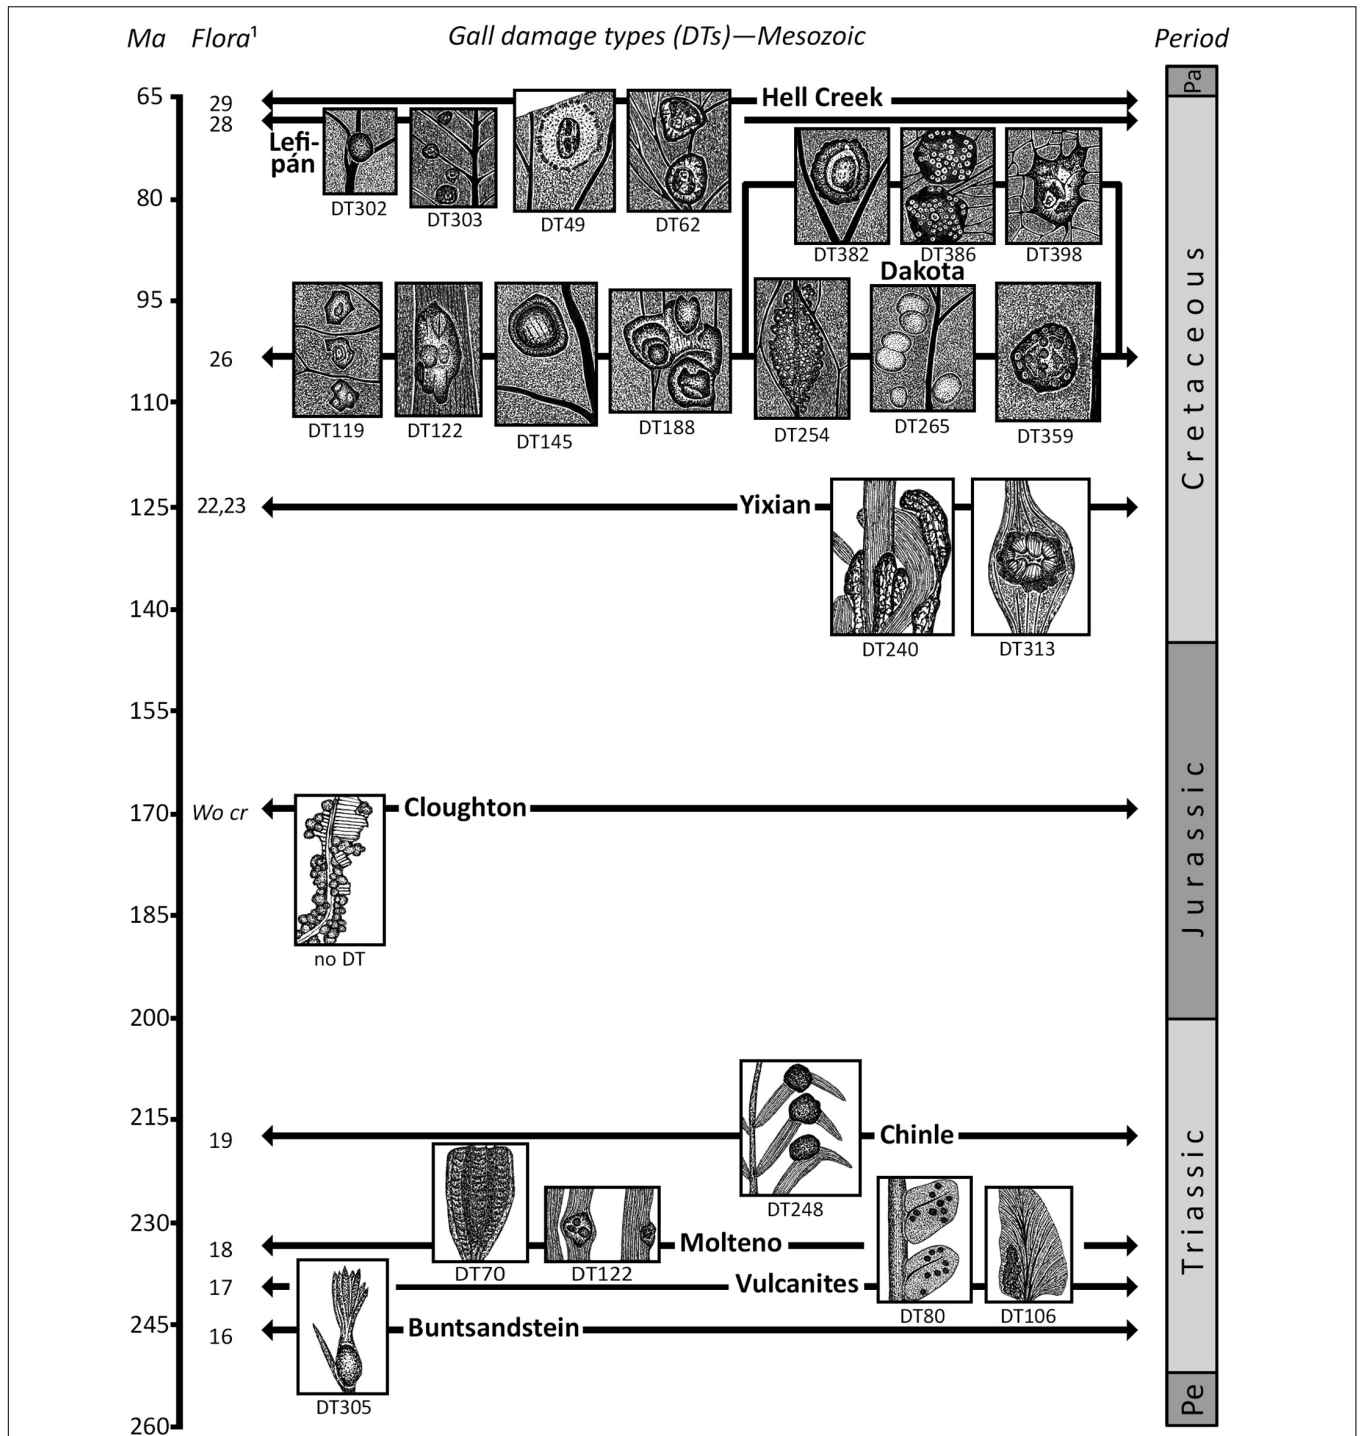 Ma Flora¹ Gall damage types (DTs)—Mesozoic Period
Pa
65
29
Hell Creek
28
Lefi-
pán
DT302
DT303
DT49
DT62
80
DT382
DT386
DT398
Dakota
95
26
110
DT119
DT122
DT145
DT188
DT254
DT265
DT359
Cretaceous
125
22,23
Yixian
140
DT240
DT313
155
170
Wo cr
Cloughton
Jurassic
185
no DT
200
215
19
Chinle
DT248
230
18
Molteno
DT70
DT122
17
Vulcanites
DT80
DT106
Triassic
245
16
Buntsandstein
DT305
Pe
260